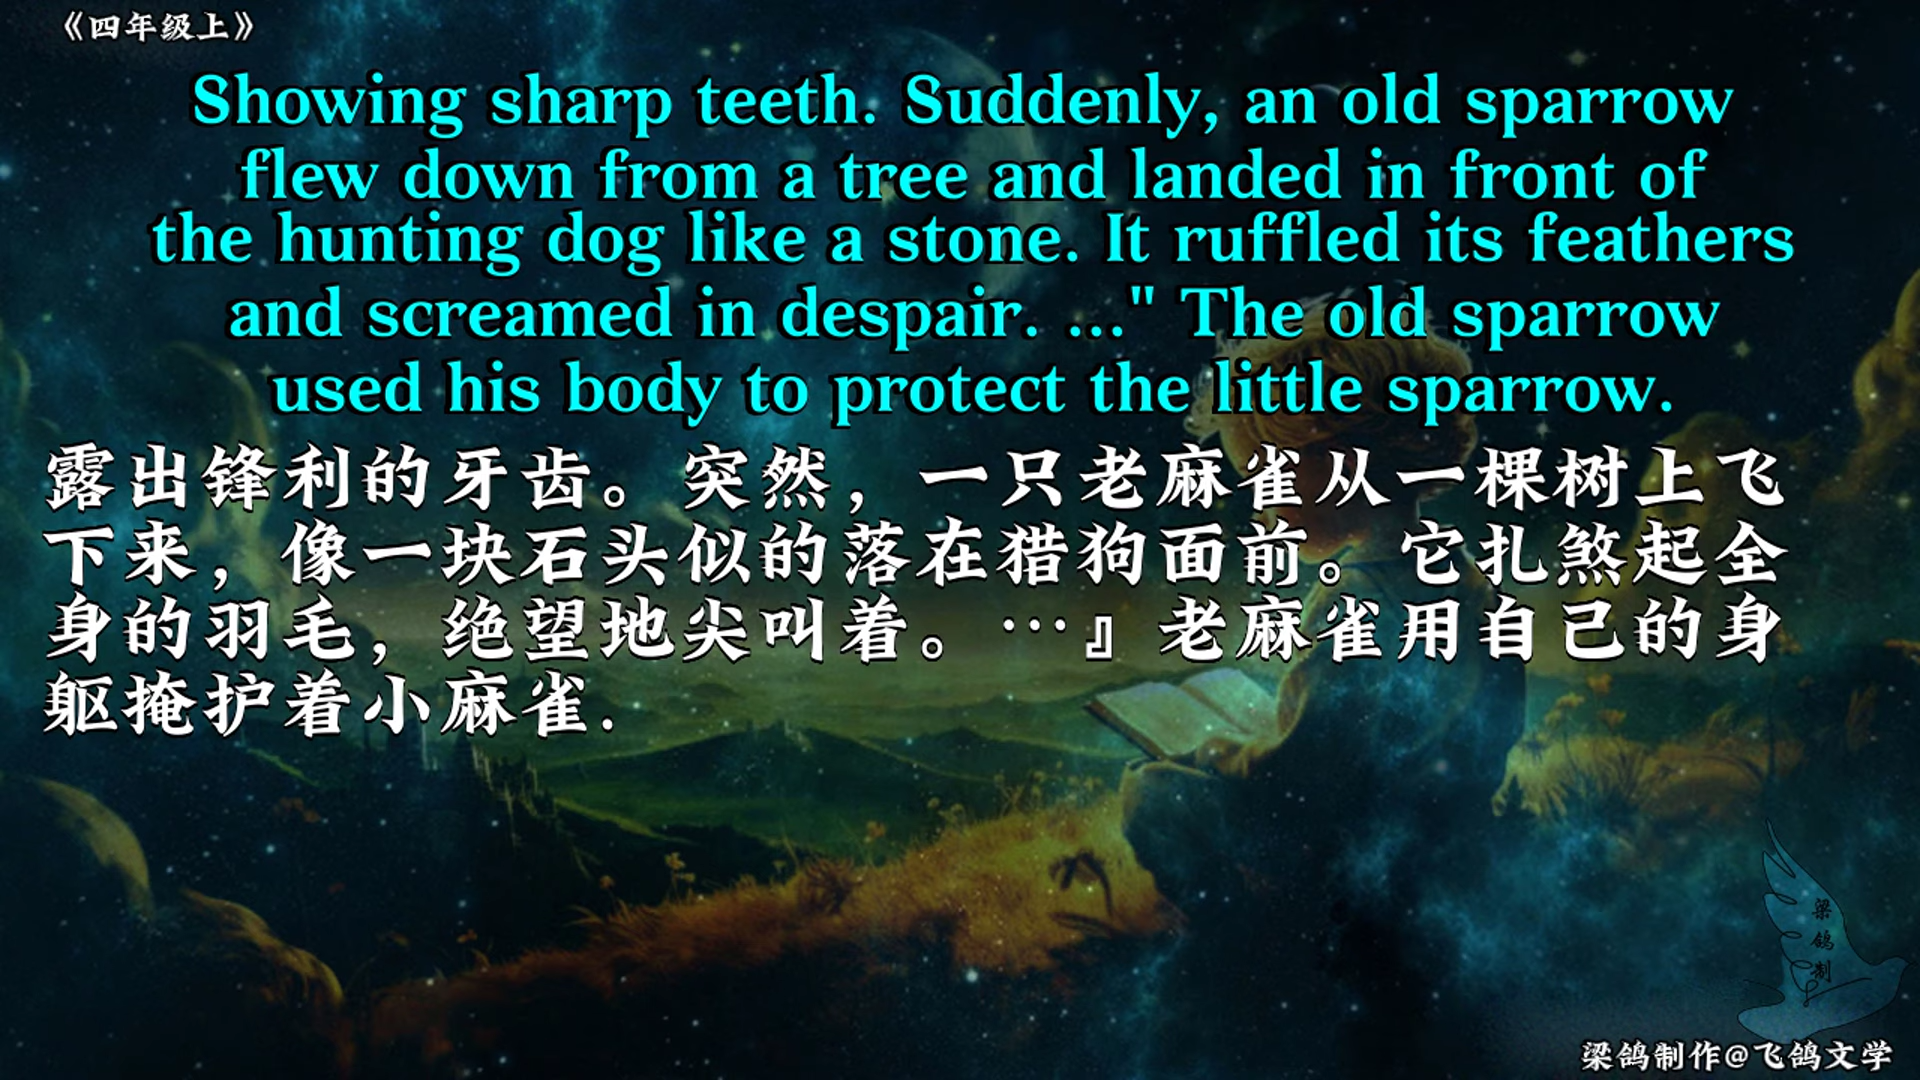 《四年级上》
Showing sharp teeth. Suddenly, an old sparrow
flew down from a tree and landed in front of
the hunting dog like a stone. It ruffled its feathers
and screamed in despair. ..." The old sparrow
used his body to protect the little sparrow.
露出锋利的牙齿。突然，一只老麻雀从一棵树上飞
下来，像一块石头似的落在猎狗面前。它扎煞起全
身的羽毛，绝望地尖叫着。…』老麻雀用自己的身
躯掩护着小麻雀.
梁
鸽
制
梁鸽制作@飞鸽文学